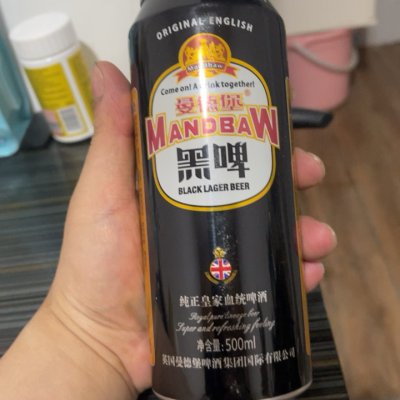 ORIGINAL ENGLISH
Mandbaw
Come on! A drink together!
曼德堡®
MANDBAW
黑啤
BLACK LAGER BEER
纯正皇家血统啤酒
Royal pure lineage beer
Super and refreshing feeling
净含量:500ml
英国曼德堡啤酒集团国际有限公司